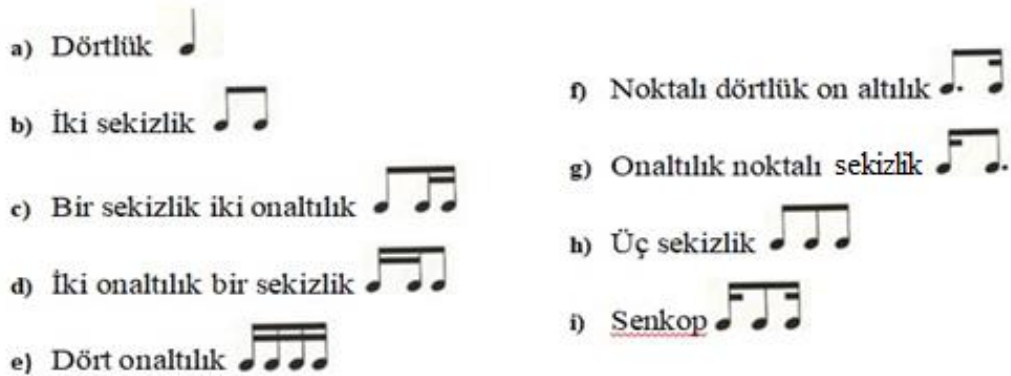 a) Dörtlük
b) İki sekizlik
c) Bir sekizlik iki onaltılık
d) İki onaltılık bir sekizlik
e) Dört onaltılık
f) Noktalı dörtlük on altılık
g) Onaltılık noktalı sekizlik
h) Üç sekizlik
i) Senkop